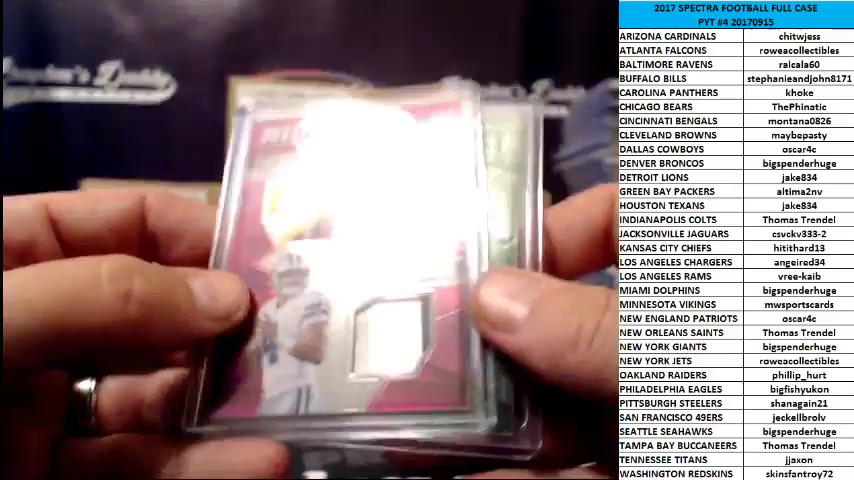 2017 SPECTRA FOOTBALL FULL CASE
PYT #4 20170915
ARIZONA CARDINALS chitwjess
ATLANTA FALCONS roweacollectibles
BALTIMORE RAVENS ralcala60
BUFFALO BILLS stephanieandjohn8171
CAROLINA PANTHERS khoke
CHICAGO BEARS ThePhinatic
CINCINNATI BENGALS montana0826
CLEVELAND BROWNS maybepasty
DALLAS COWBOYS oscar4c
DENVER BRONCOS bigspenderhuge
DETROIT LIONS jake834
GREEN BAY PACKERS altima2nv
HOUSTON TEXANS jake834
INDIANAPOLIS COLTS Thomas Trendel
JACKSONVILLE JAGUARS csvckv333-2
KANSAS CITY CHIEFS hitithard13
LOS ANGELES CHARGERS angeired34
LOS ANGELES RAMS vree-kaib
MIAMI DOLPHINS bigspenderhuge
MINNESOTA VIKINGS mwsportscards
NEW ENGLAND PATRIOTS oscar4c
NEW ORLEANS SAINTS Thomas Trendel
NEW YORK GIANTS bigspenderhuge
NEW YORK JETS roweacollectibles
OAKLAND RAIDERS phillip_hurt
PHILADELPHIA EAGLES bigfishyukon
PITTSBURGH STEELERS shanagain21
SAN FRANCISCO 49ERS jeckellbrolv
SEATTLE SEAHAWKS bigspenderhuge
TAMPA BAY BUCCANEERS Thomas Trendel
TENNESSEE TITANS jjaxon
WASHINGTON REDSKINS skinsfantroy72